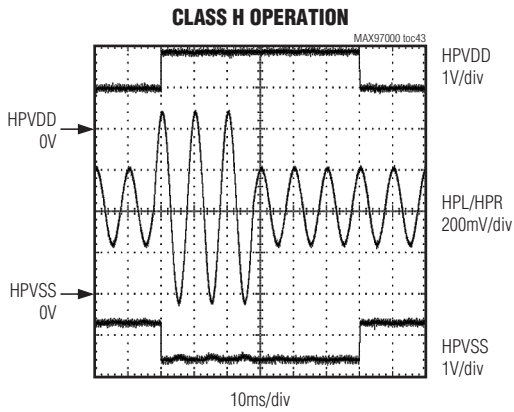 CLASS H OPERATION
MAX97000 toc43
HPVDD
1V/div
HPVDD
0V
HPL/HPR
200mV/div
HPVSS
0V
HPVSS
1V/div
10ms/div